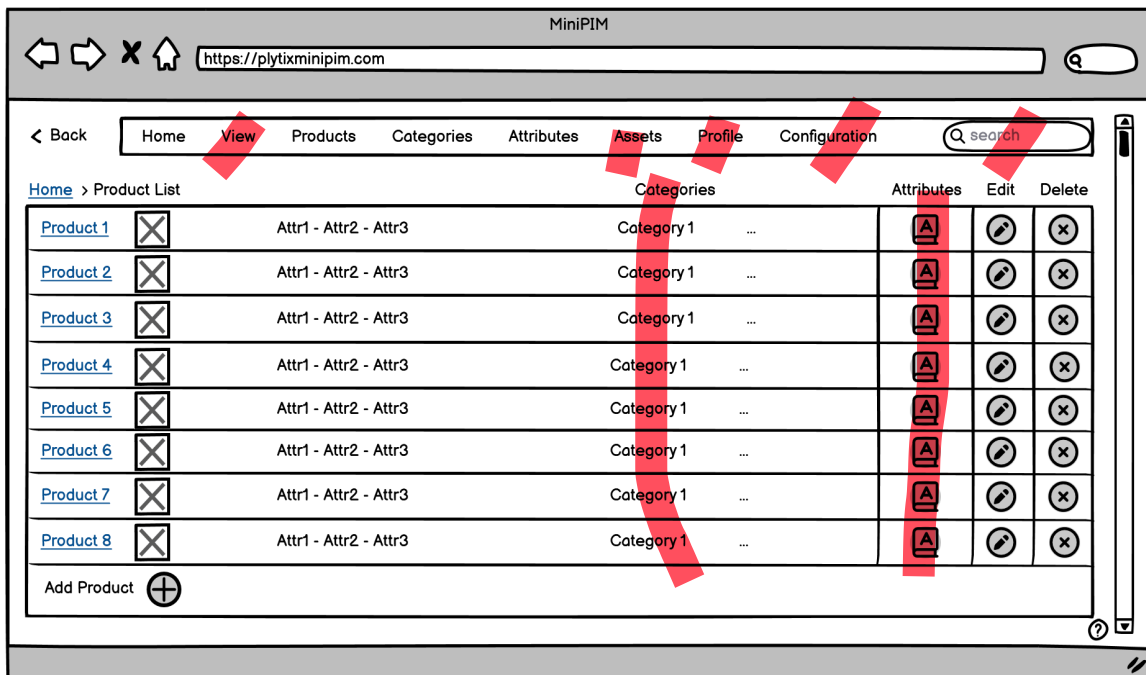 MiniPIM
https://plytixminipim.com
Back Home View Products Categories Attributes Assets Profile Configuration search
Home > Product List Categories Attributes Edit Delete
Product 1 Attr1 - Attr2 - Attr3 Category 1 ... A
Product 2 Attr1 - Attr2 - Attr3 Category 1 ... A
Product 3 Attr1 - Attr2 - Attr3 Category 1 ... A
Product 4 Attr1 - Attr2 - Attr3 Category 1 ... A
Product 5 Attr1 - Attr2 - Attr3 Category 1 ... A
Product 6 Attr1 - Attr2 - Attr3 Category 1 ... A
Product 7 Attr1 - Attr2 - Attr3 Category 1 ... A
Product 8 Attr1 - Attr2 - Attr3 Category 1 ... A
Add Product
?